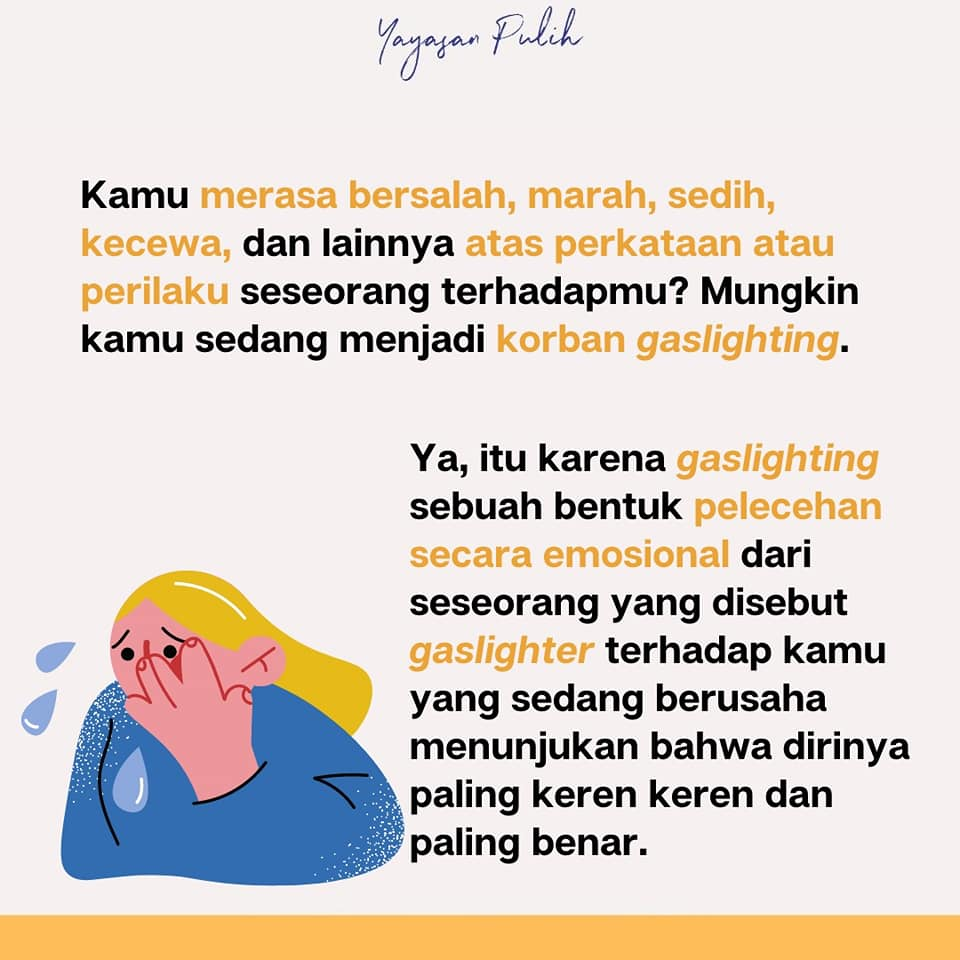 Yayasan Pulih
Kamu merasa bersalah, marah, sedih,
kecewa, dan lainnya atas perkataan atau
perilaku seseorang terhadapmu? Mungkin
kamu sedang menjadi korban gaslighting.
Ya, itu karena gaslighting
sebuah bentuk pelecehan
secara emosional dari
seseorang yang disebut
gaslighter terhadap kamu
yang sedang berusaha
menunjukan bahwa dirinya
paling keren keren dan
paling benar.